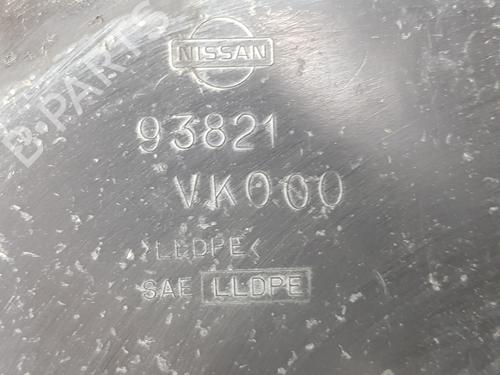 B-PARTS
NISSAN
93821
VK000
>LLDPE<
SAE LLDPE